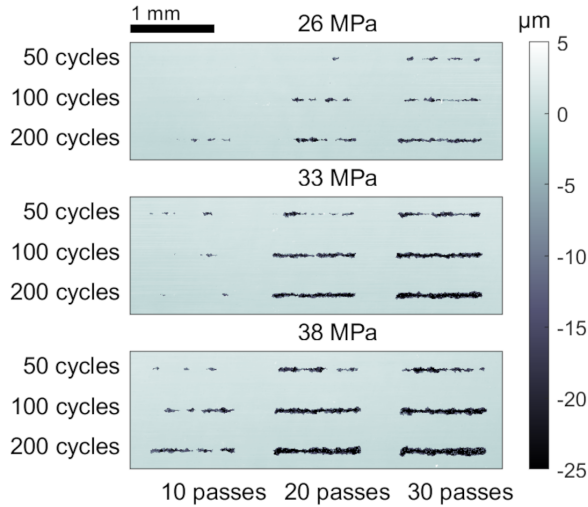 1 mm
26 MPa
µm
50 cycles
100 cycles
200 cycles
33 MPa
50 cycles
100 cycles
200 cycles
38 MPa
50 cycles
100 cycles
200 cycles
10 passes 20 passes 30 passes
5
0
-5
-10
-15
-20
-25